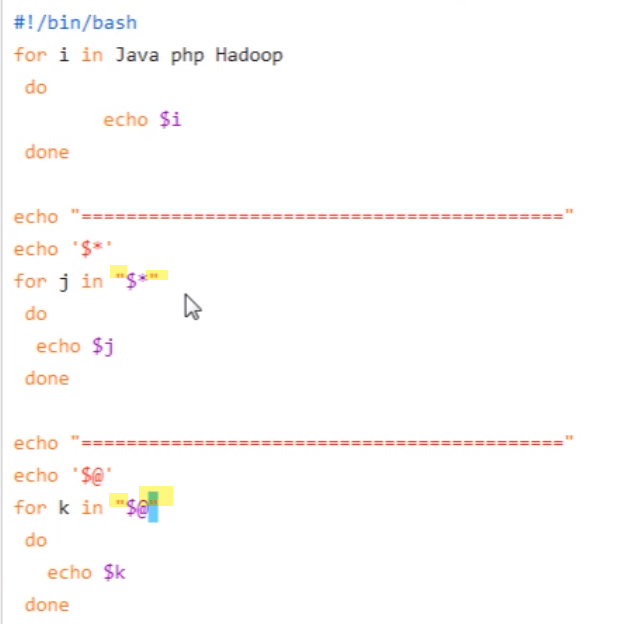 #!/bin/bash
for i in Java php Hadoop
do
echo $i
done
echo "==========================================="
echo '$*'
for j in "$*"
do
echo $j
done
echo "==========================================="
echo '$@'
for k in "$@"
do
echo $k
done